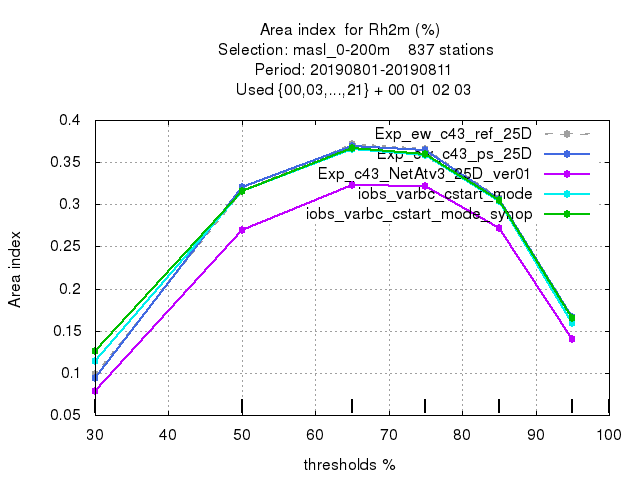 Area index for Rh2m (%)
Selection: masl_0-200m 837 stations
Period: 20190801-20190811
Used {00,03,...,21} + 00 01 02 03
0.4
0.35
0.3
0.25
0.2
0.15
0.1
0.05
Area index
Exp_ew_c43_ref_25D
c43_ps_25D
Exp_c43_NetAtv3_25D_ver01
iobs_varbc_cstart_mode
iobs_varbc_cstart_mode_synop
30 40 50 60 70 80 90 100
thresholds %